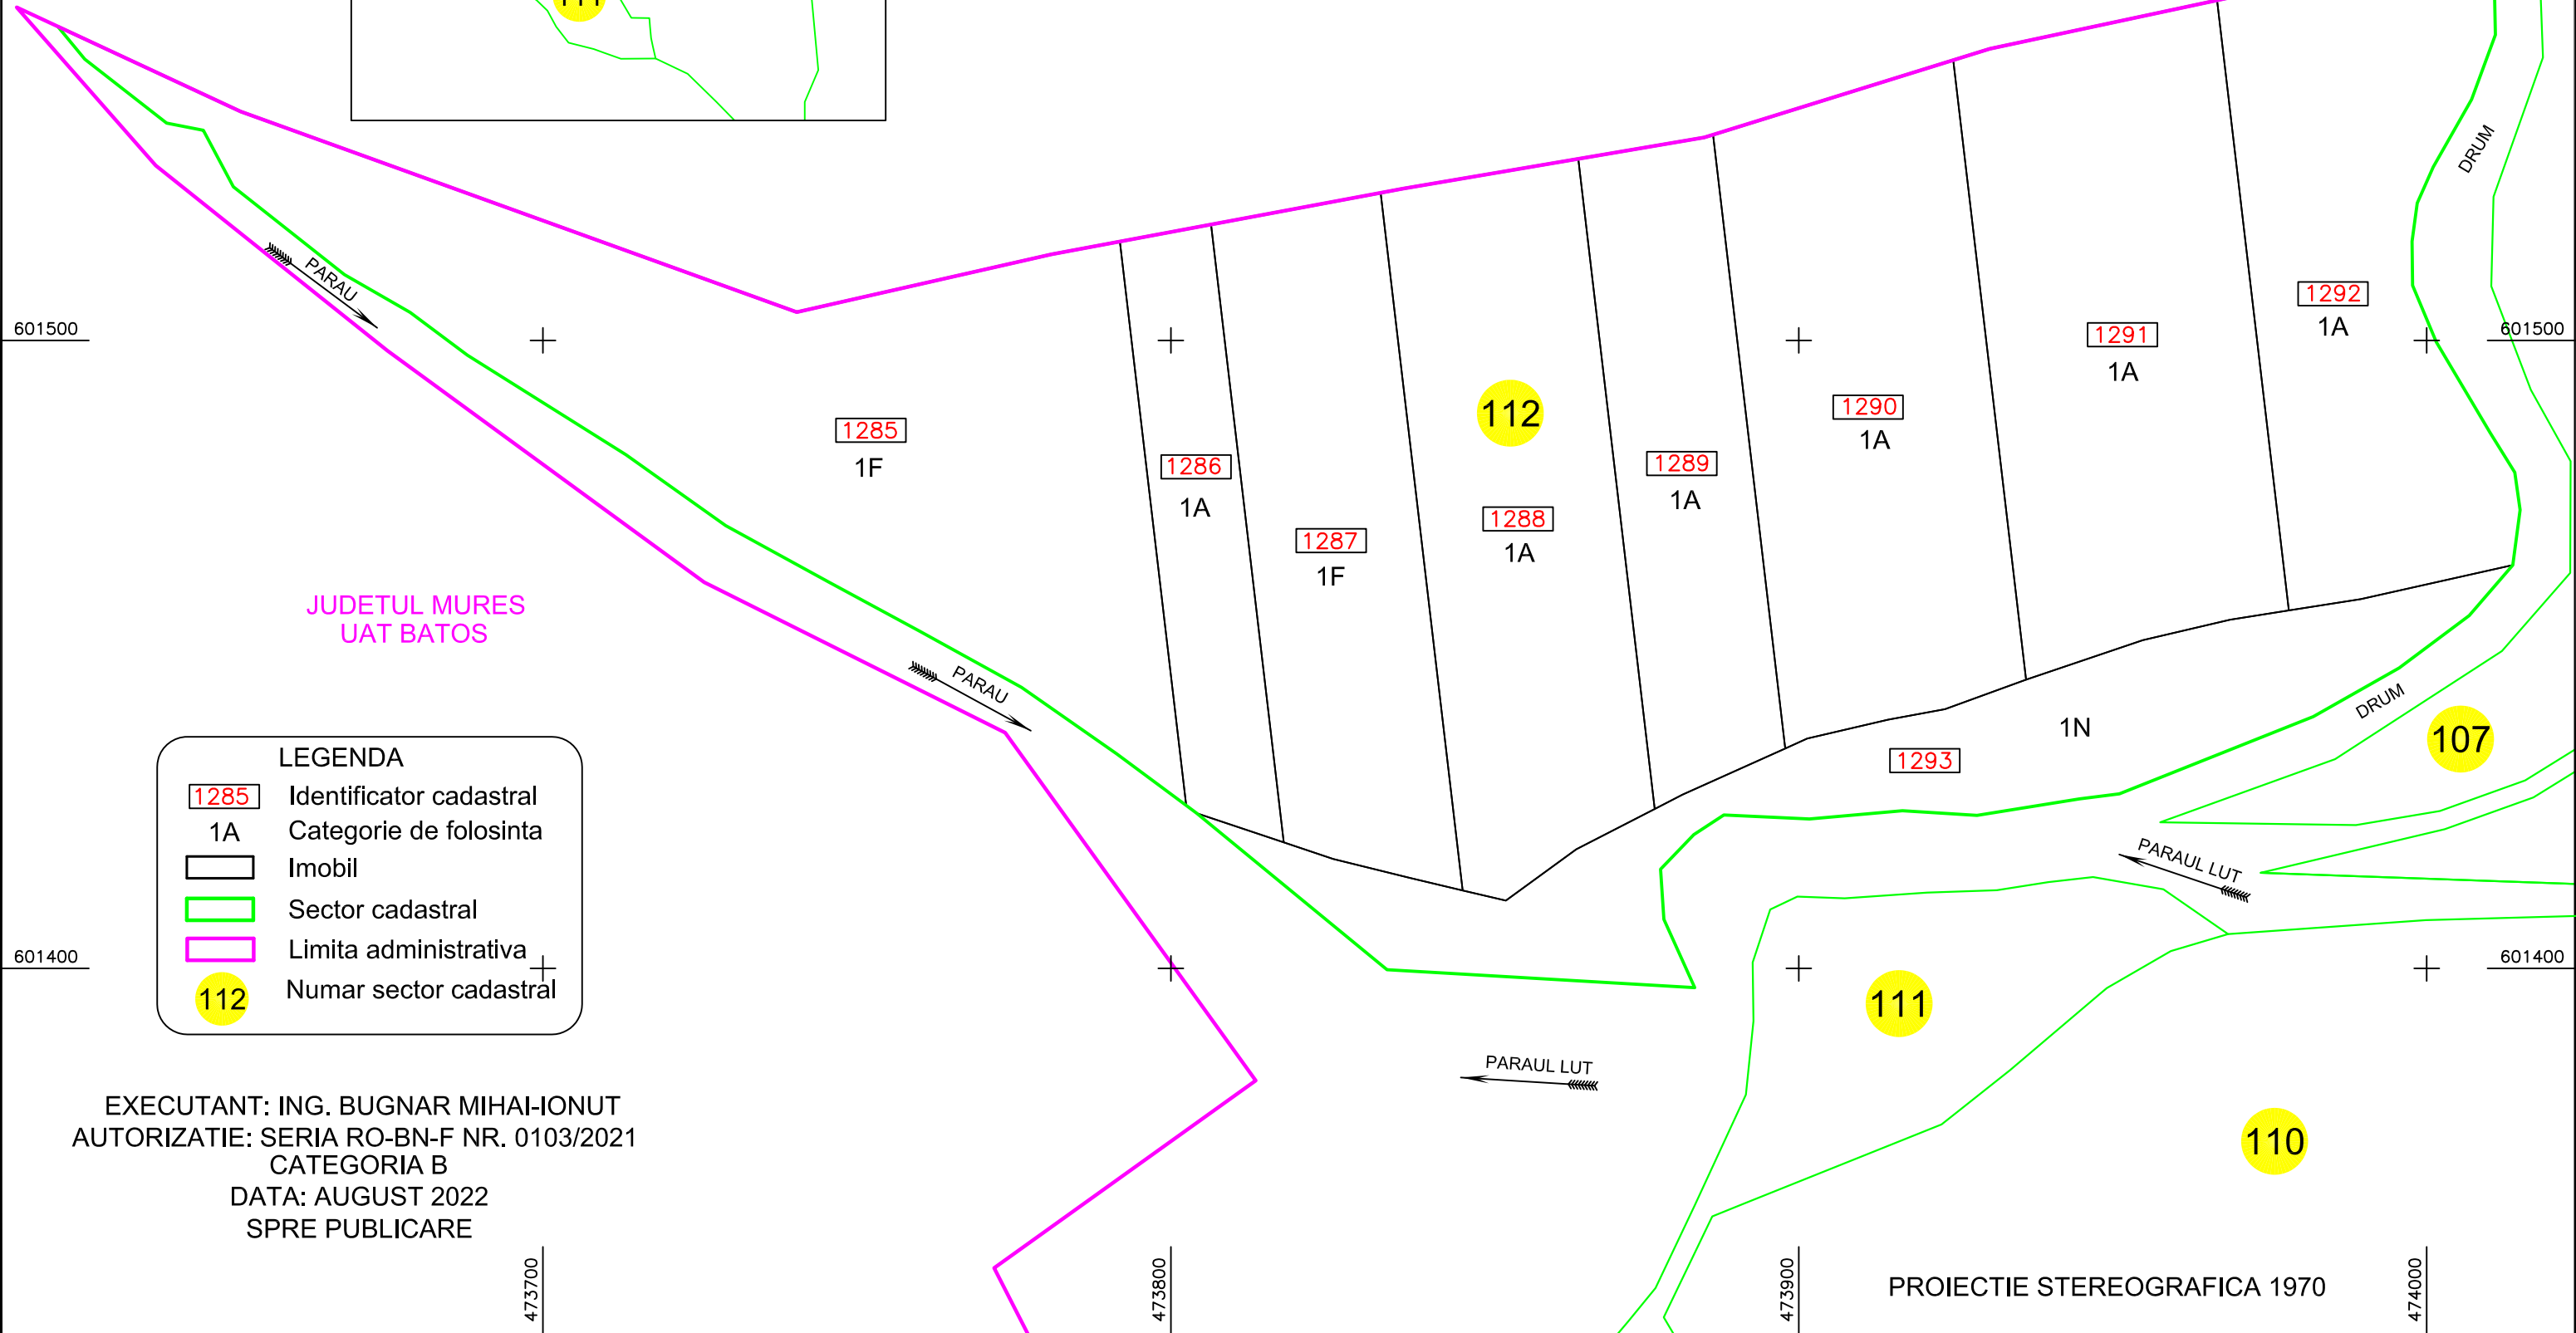 DRUM
601500
601500
PARAU
1292
1A
1291
1A
1290
1A
112
1285
1F
1286
1A
1289
1A
1288
1A
1287
1F
JUDETUL MURES
UAT BATOS
PARAU
DRUM
1N
107
1293
LEGENDA
1285 Identificator cadastral
1A Categorie de folosinta
Imobil
Sector cadastral
Limita administrativa
112 Numar sector cadastral
PARAUL LUT
601400
601400
111
PARAUL LUT
110
EXECUTANT: ING. BUGNAR MIHAI-IONUT
AUTORIZATIE: SERIA RO-BN-F NR. 0103/2021
CATEGORIA B
DATA: AUGUST 2022
SPRE PUBLICARE
473700
473800
473900
474000
PROIECTIE STEREOGRAFICA 1970